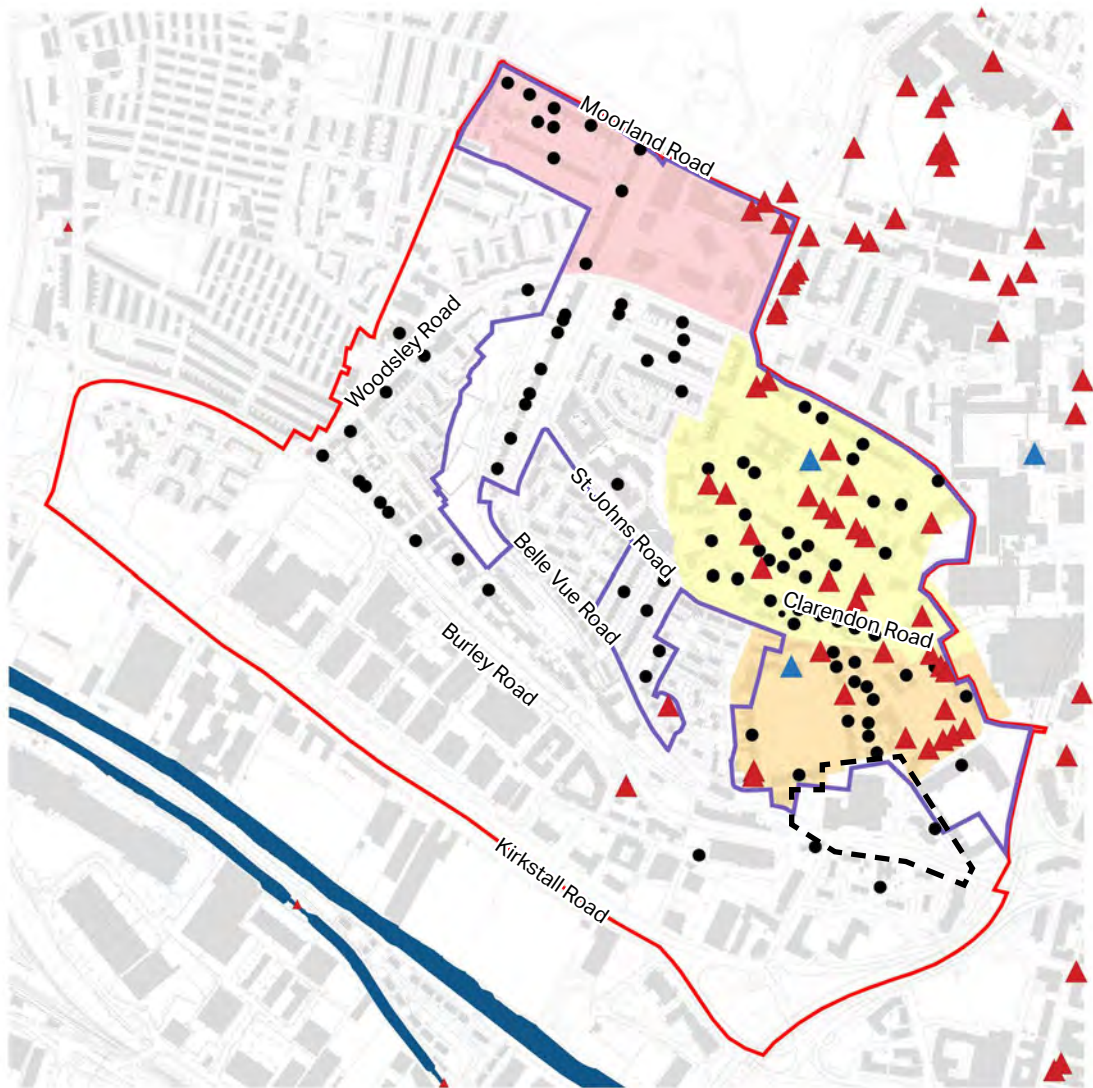 Moorland Road
Woodsley Road
St. Johns Road
Belle Vue Road
Clarendon Road
Burley Road
Kirkstall Road